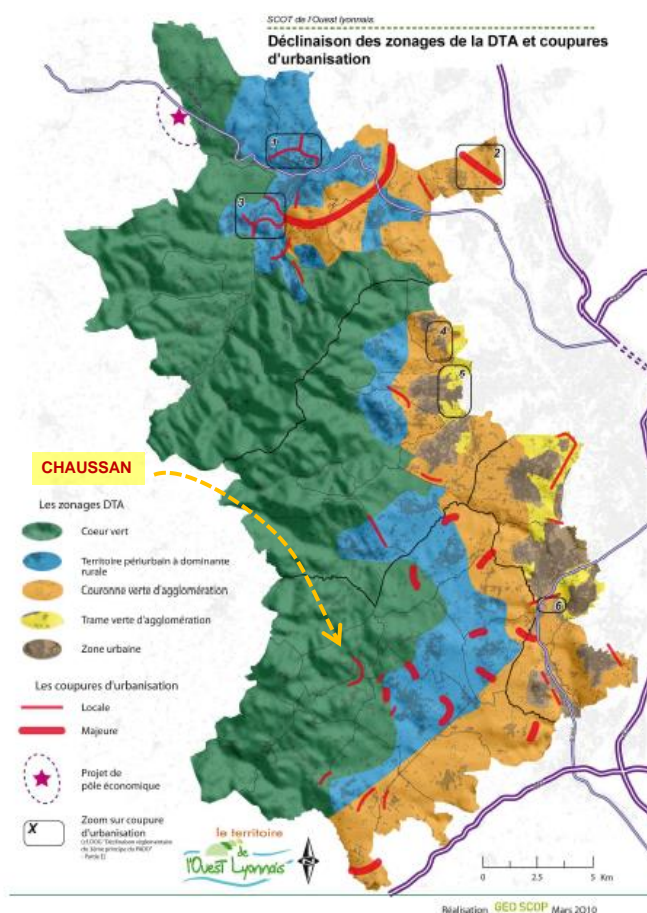 SCOT de l'Ouest lyonnais.
Déclinaison des zonages de la DTA et coupures
d'urbanisation
1
2
3
4
5
6
CHAUSSAN
Les zonages DTA
Coeur vert
Territoire périurbain à dominante
rurale
Couronne verte d'agglomération
Trame verte d'agglomération
Zone urbaine
Les coupures d'urbanisation
Locale
Majeure
Projet de
pôle économique
X
Zoom sur coupure
d'urbanisation
le territoire
de
l'Ouest Lyonnais
N
0 2.5 5 Km
Réalisation GEO SCOP Mars 2010